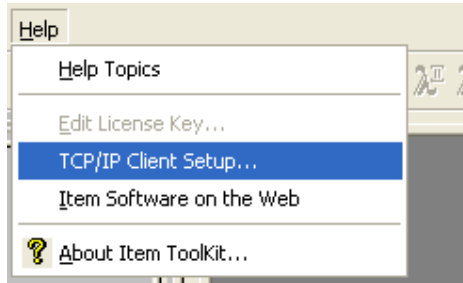 Help
Help Topics
Edit License Key...
TCP/IP Client Setup...
Item Software on the Web
About Item ToolKit...